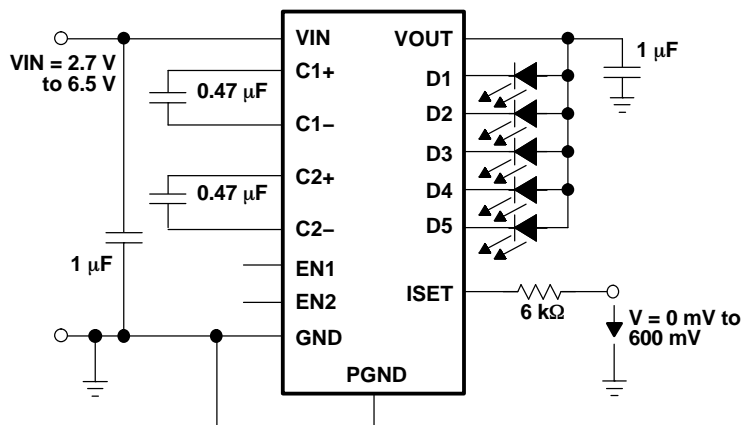 VIN
VOUT
1 μF
VIN = 2.7 V
to 6.5 V
C1+
D1
0.47 μF
D2
C1−
D3
C2+
D4
0.47 μF
C2−
D5
1 μF
EN1
ISET
EN2
6 kΩ
V = 0 mV to
600 mV
GND
PGND